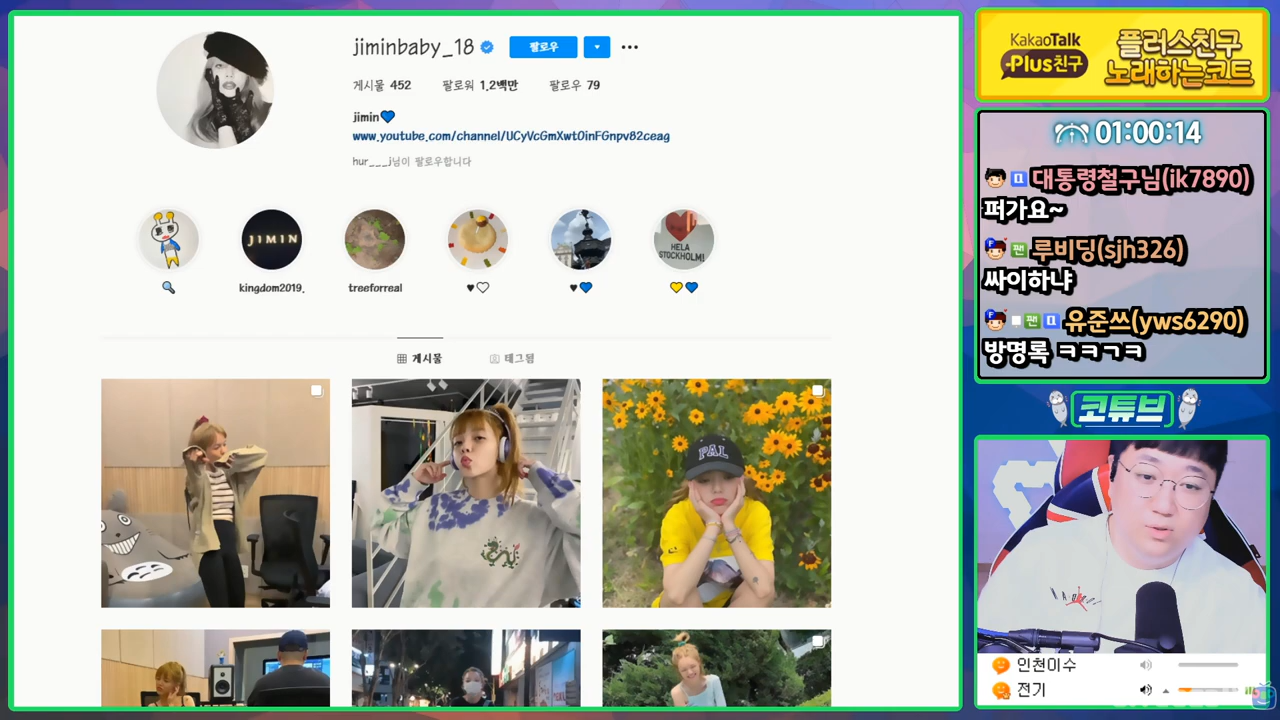 jiminbaby_18
팔로우
게시물 452 팔로워 1.2백만 팔로우 79
jimin💙
www.youtube.com/channel/UCyVcGmXwtOinFGnpv82ceag
hur___j님이 팔로우합니다
JIMIN
HELA
STOCKHOLM!
🔍
kingdom2019.
treeforreal
♥🤍
♥💙
💛💙
게시물
태그됨
PAL
KakaoTalk
Plus친구
플러스친구
노래하는코트
01:00:14
대통령철구님(ik7890)
퍼가요~
루비딩(sjh326)
싸이하냐
유준쓰(yws6290)
방명록 ㅋㅋㄱㅋ
코튜브
인천이수
전기